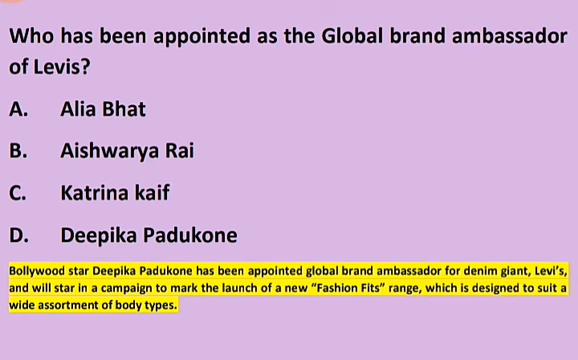 Who has been appointed as the Global brand ambassador
of Levis?
A. Alia Bhat
B. Aishwarya Rai
C. Katrina kaif
D. Deepika Padukone
Bollywood star Deepika Padukone has been appointed global brand ambassador for denim giant, Levi’s,
and will star in a campaign to mark the launch of a new “Fashion Fits” range, which is designed to suit a
wide assortment of body types.